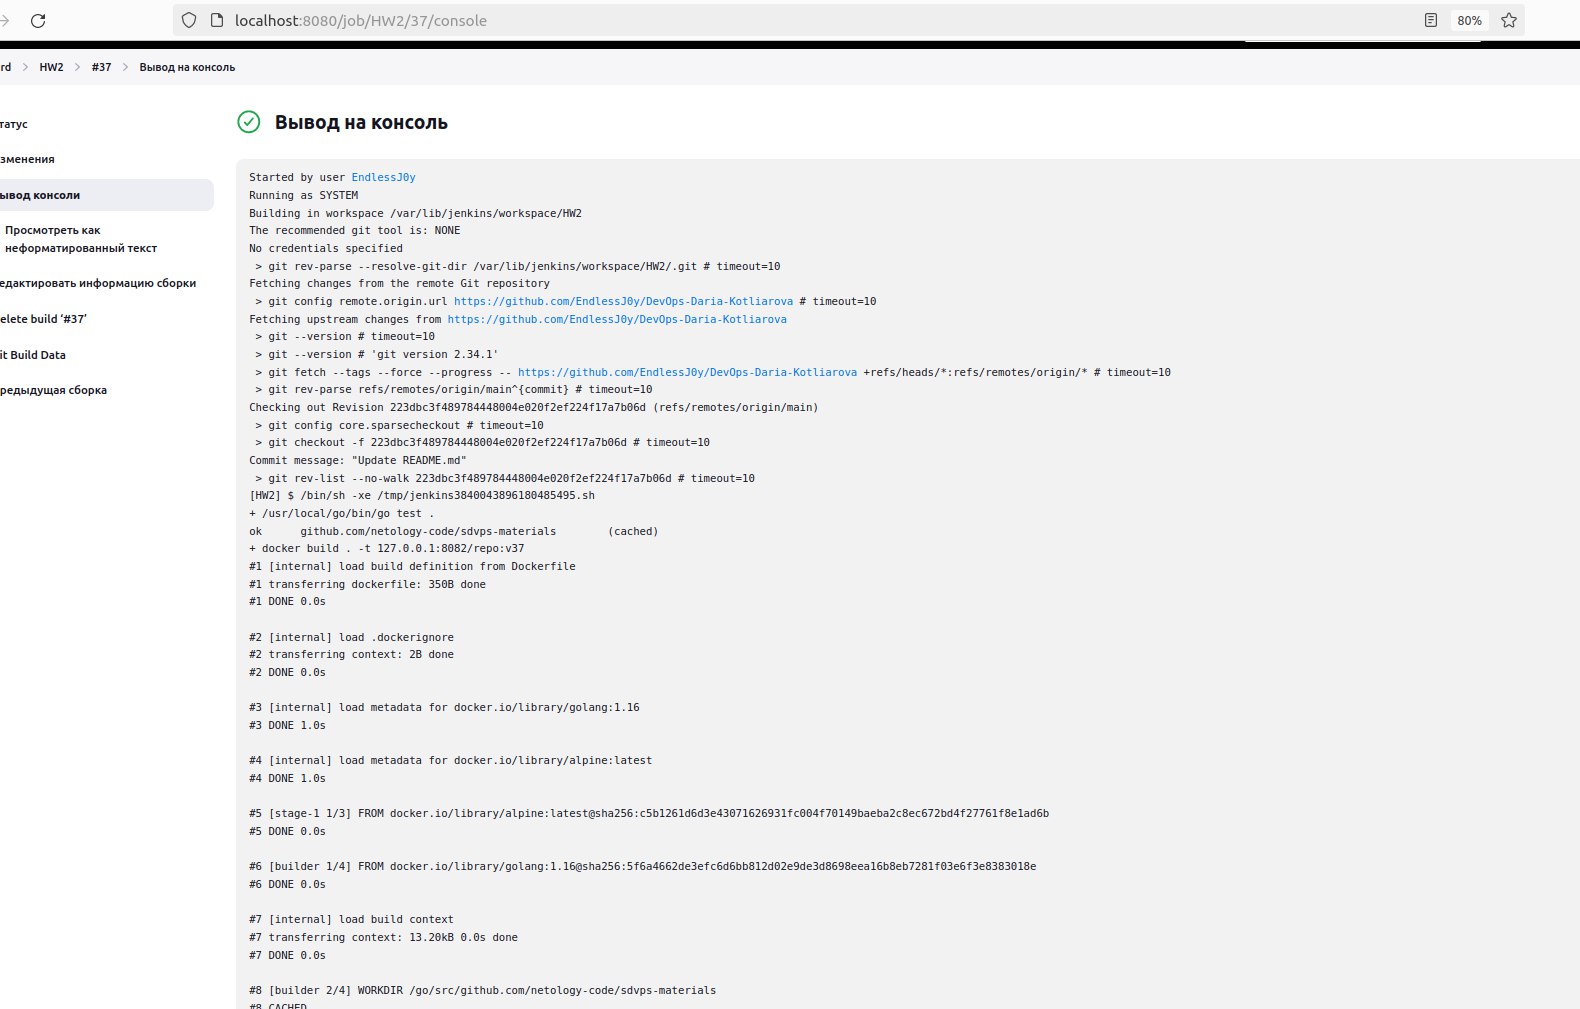 localhost:8080/job/HW2/37/console
80%
rd > HW2 > #37 > Вывод на консоль
татус
зменения
ывод консоли
Просмотреть как
неформатированный текст
едактировать информацию сборки
elete build ‘#37’
it Build Data
редыдущая сборка
Вывод на консоль
Started by user EndlessJ0y
Running as SYSTEM
Building in workspace /var/lib/jenkins/workspace/HW2
The recommended git tool is: NONE
No credentials specified
 > git rev-parse --resolve-git-dir /var/lib/jenkins/workspace/HW2/.git # timeout=10
Fetching changes from the remote Git repository
 > git config remote.origin.url https://github.com/EndlessJ0y/DevOps-Daria-Kotliarova # timeout=10
Fetching upstream changes from https://github.com/EndlessJ0y/DevOps-Daria-Kotliarova
 > git --version # timeout=10
 > git --version # 'git version 2.34.1'
 > git fetch --tags --force --progress -- https://github.com/EndlessJ0y/DevOps-Daria-Kotliarova +refs/heads/*:refs/remotes/origin/* # timeout=10
 > git rev-parse refs/remotes/origin/main^{commit} # timeout=10
Checking out Revision 223dbc3f489784448004e020f2ef224f17a7b06d (refs/remotes/origin/main)
 > git config core.sparsecheckout # timeout=10
 > git checkout -f 223dbc3f489784448004e020f2ef224f17a7b06d # timeout=10
Commit message: "Update README.md"
 > git rev-list --no-walk 223dbc3f489784448004e020f2ef224f17a7b06d # timeout=10
[HW2] $ /bin/sh -xe /tmp/jenkins3840043896180485495.sh
+ /usr/local/go/bin/go test .
ok      github.com/netology-code/sdvps-materials        (cached)
+ docker build . -t 127.0.0.1:8082/repo:v37
#1 [internal] load build definition from Dockerfile
#1 transferring dockerfile: 350B done
#1 DONE 0.0s
#2 [internal] load .dockerignore
#2 transferring context: 2B done
#2 DONE 0.0s
#3 [internal] load metadata for docker.io/library/golang:1.16
#3 DONE 1.0s
#4 [internal] load metadata for docker.io/library/alpine:latest
#4 DONE 1.0s
#5 [stage-1 1/3] FROM docker.io/library/alpine:latest@sha256:c5b1261d6d3e43071626931fc004f70149baeba2c8ec672bd4f27761f8e1ad6b
#5 DONE 0.0s
#6 [builder 1/4] FROM docker.io/library/golang:1.16@sha256:5f6a4662de3efc6d6bb812d02e9de3d8698eea16b8eb7281f03e6f3e8383018e
#6 DONE 0.0s
#7 [internal] load build context
#7 transferring context: 13.20kB 0.0s done
#7 DONE 0.0s
#8 [builder 2/4] WORKDIR /go/src/github.com/netology-code/sdvps-materials
#8 CACHED